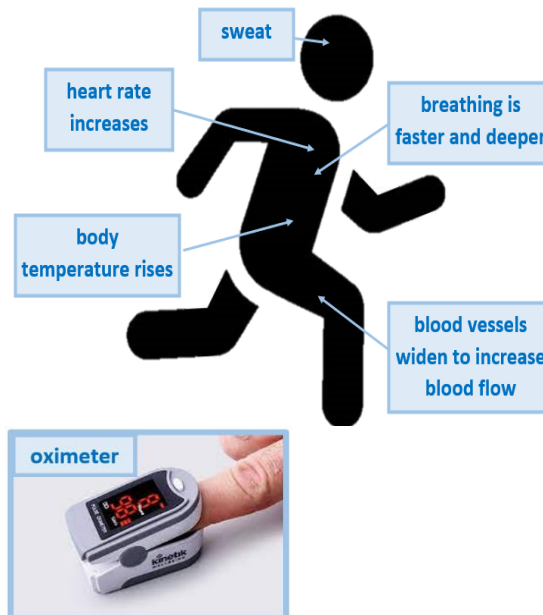 sweat
heart rate
increases
breathing is
faster and deeper
body
temperature rises
blood vessels
widen to increase
blood flow
oximeter
kinetik